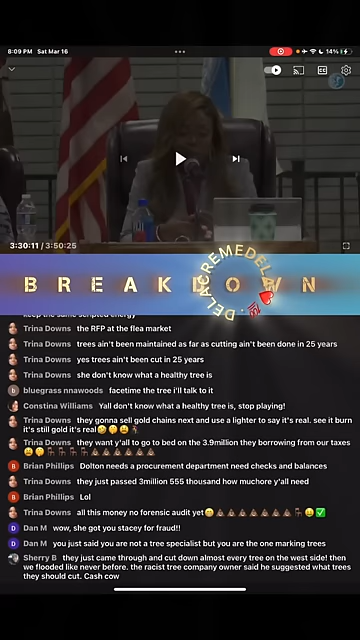 8:09 PM Sat Mar 16
14%
CC
3:30:11 / 3:50:25
BREAKDOWN
DELACREMEDELA
keep the same scripted energy
Trina Downs the RFP at the flea market
Trina Downs trees ain't been maintained as far as cutting ain't been done in 25 years
Trina Downs yes trees ain't been cut in 25 years
Trina Downs she don't know what a healthy tree is
b bluegrass nnawoods facetime the tree i'll talk to it
Constina Williams Yall don't know what a healthy tree is, stop playing!
Trina Downs they gonna sell gold chains next and use a lighter to say it's real. see it burn
it's still gold it's real🤣
Trina Downs they want y'all to go to bed on the 3.9million they borrowing from our taxes
B Brian Phillips Dolton needs a procurement department need checks and balances
Trina Downs they just passed 3million 555 thousand how muchore y'all need
B Brian Phillips Lol
Trina Downs all this money no forensic audit yet
D Dan M wow, she got you stacey for fraud!!
D Dan M you just said you are not a tree specialist but you are the one marking trees
Sherry B they just came through and cut down almost every tree on the west side! then
we flooded like never before. the racist tree company owner said he suggested what trees
they should cut. Cash cow